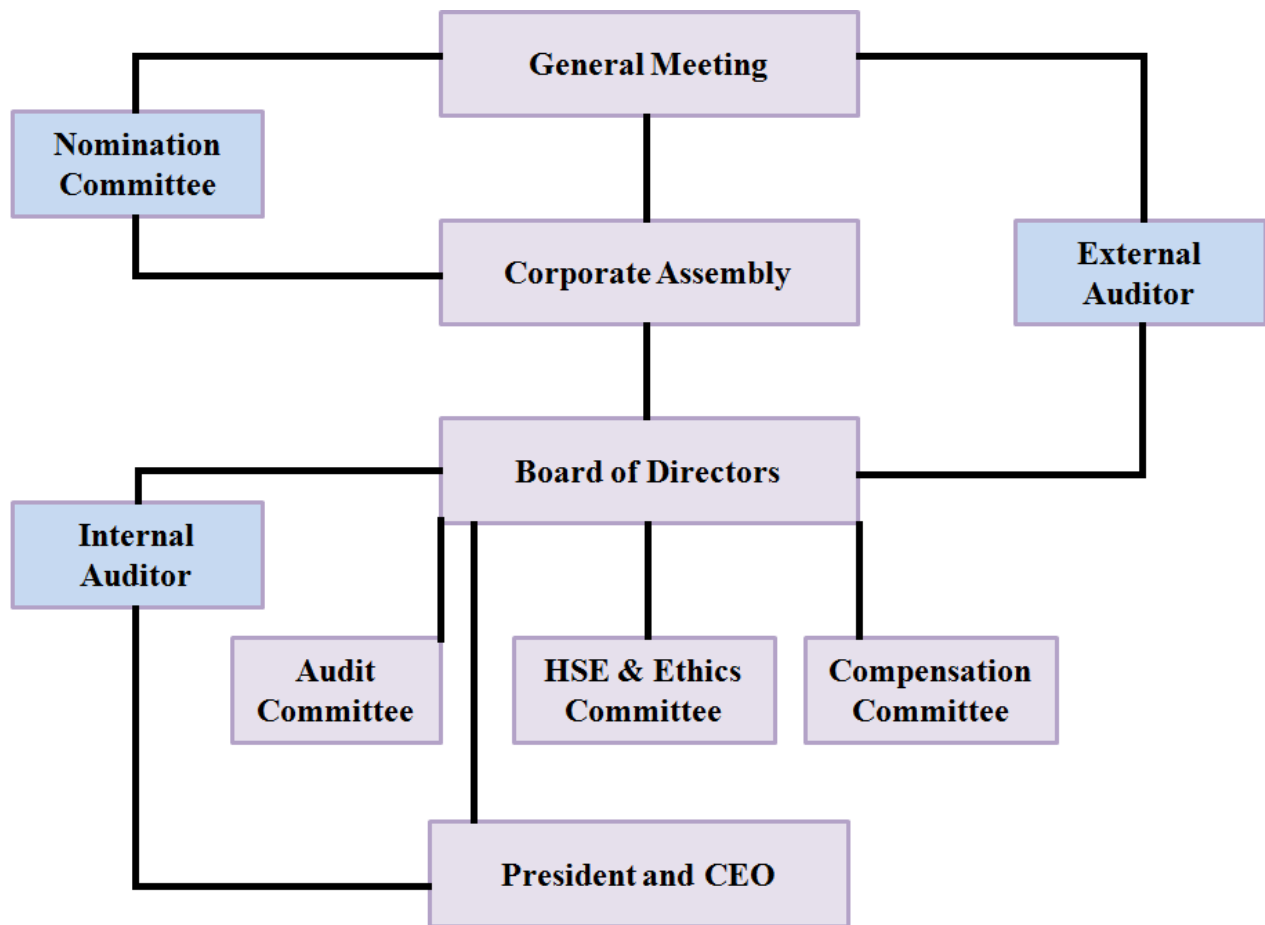 General Meeting
Nomination
Committee
Corporate Assembly
External
Auditor
Board of Directors
Internal
Auditor
Audit
Committee
HSE & Ethics
Committee
Compensation
Committee
President and CEO